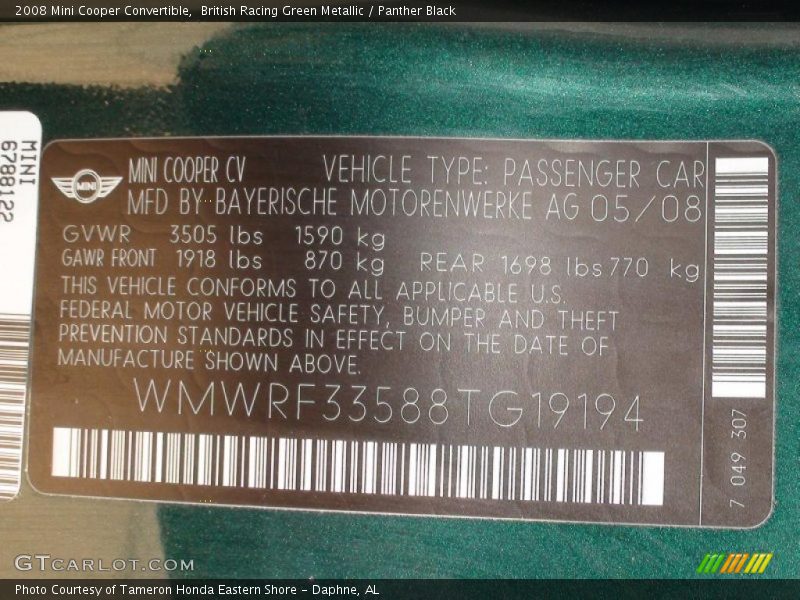 2008 Mini Cooper Convertible, British Racing Green Metallic / Panther Black
MINI
6788122
MINI
MINI COOPER CV VEHICLE TYPE: PASSENGER CAR
MFD BY BAYERISCHE MOTORENWERKE AG 05/08
GVWR 3505 lbs 1590 kg
GAWR FRONT 1918 lbs 870 kg REAR 1698 lbs 770 kg
THIS VEHICLE CONFORMS TO ALL APPLICABLE U.S.
FEDERAL MOTOR VEHICLE SAFETY, BUMPER AND THEFT
PREVENTION STANDARDS IN EFFECT ON THE DATE OF
MANUFACTURE SHOWN ABOVE.
WMWRF33588TG19194
7 049 307
GTCARLOT.COM
Photo Courtesy of Tameron Honda Eastern Shore - Daphne, AL